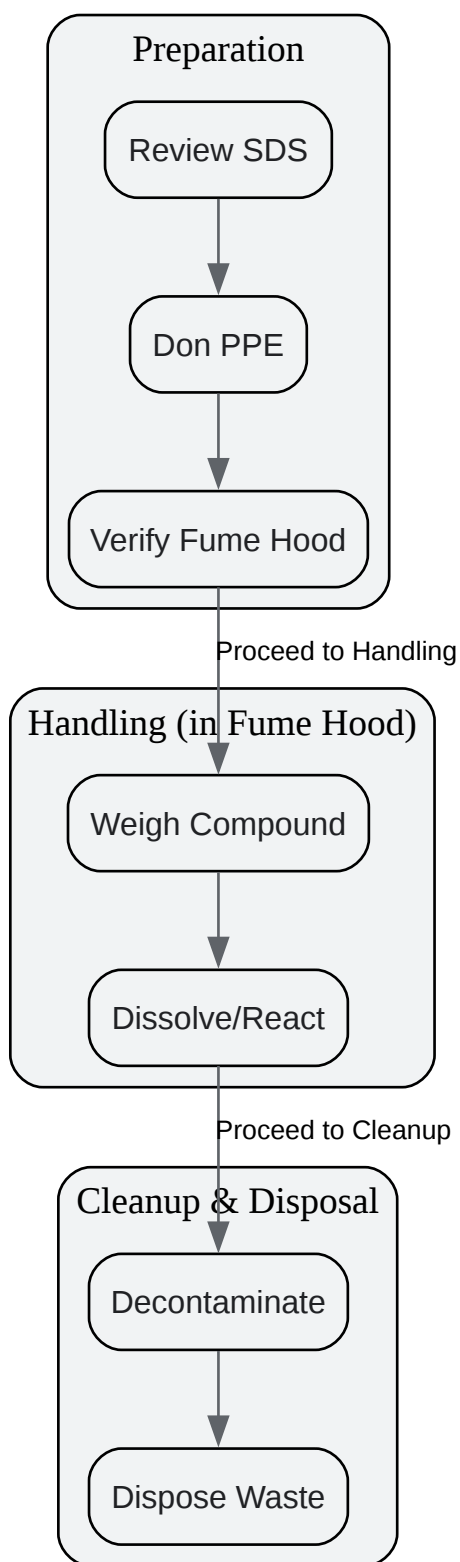 Preparation
Review SDS
Don PPE
Verify Fume Hood
Proceed to Handling
Handling (in Fume Hood)
Weigh Compound
Dissolve/React
Proceed to Cleanup
Cleanup & Disposal
Decontaminate
Dispose Waste